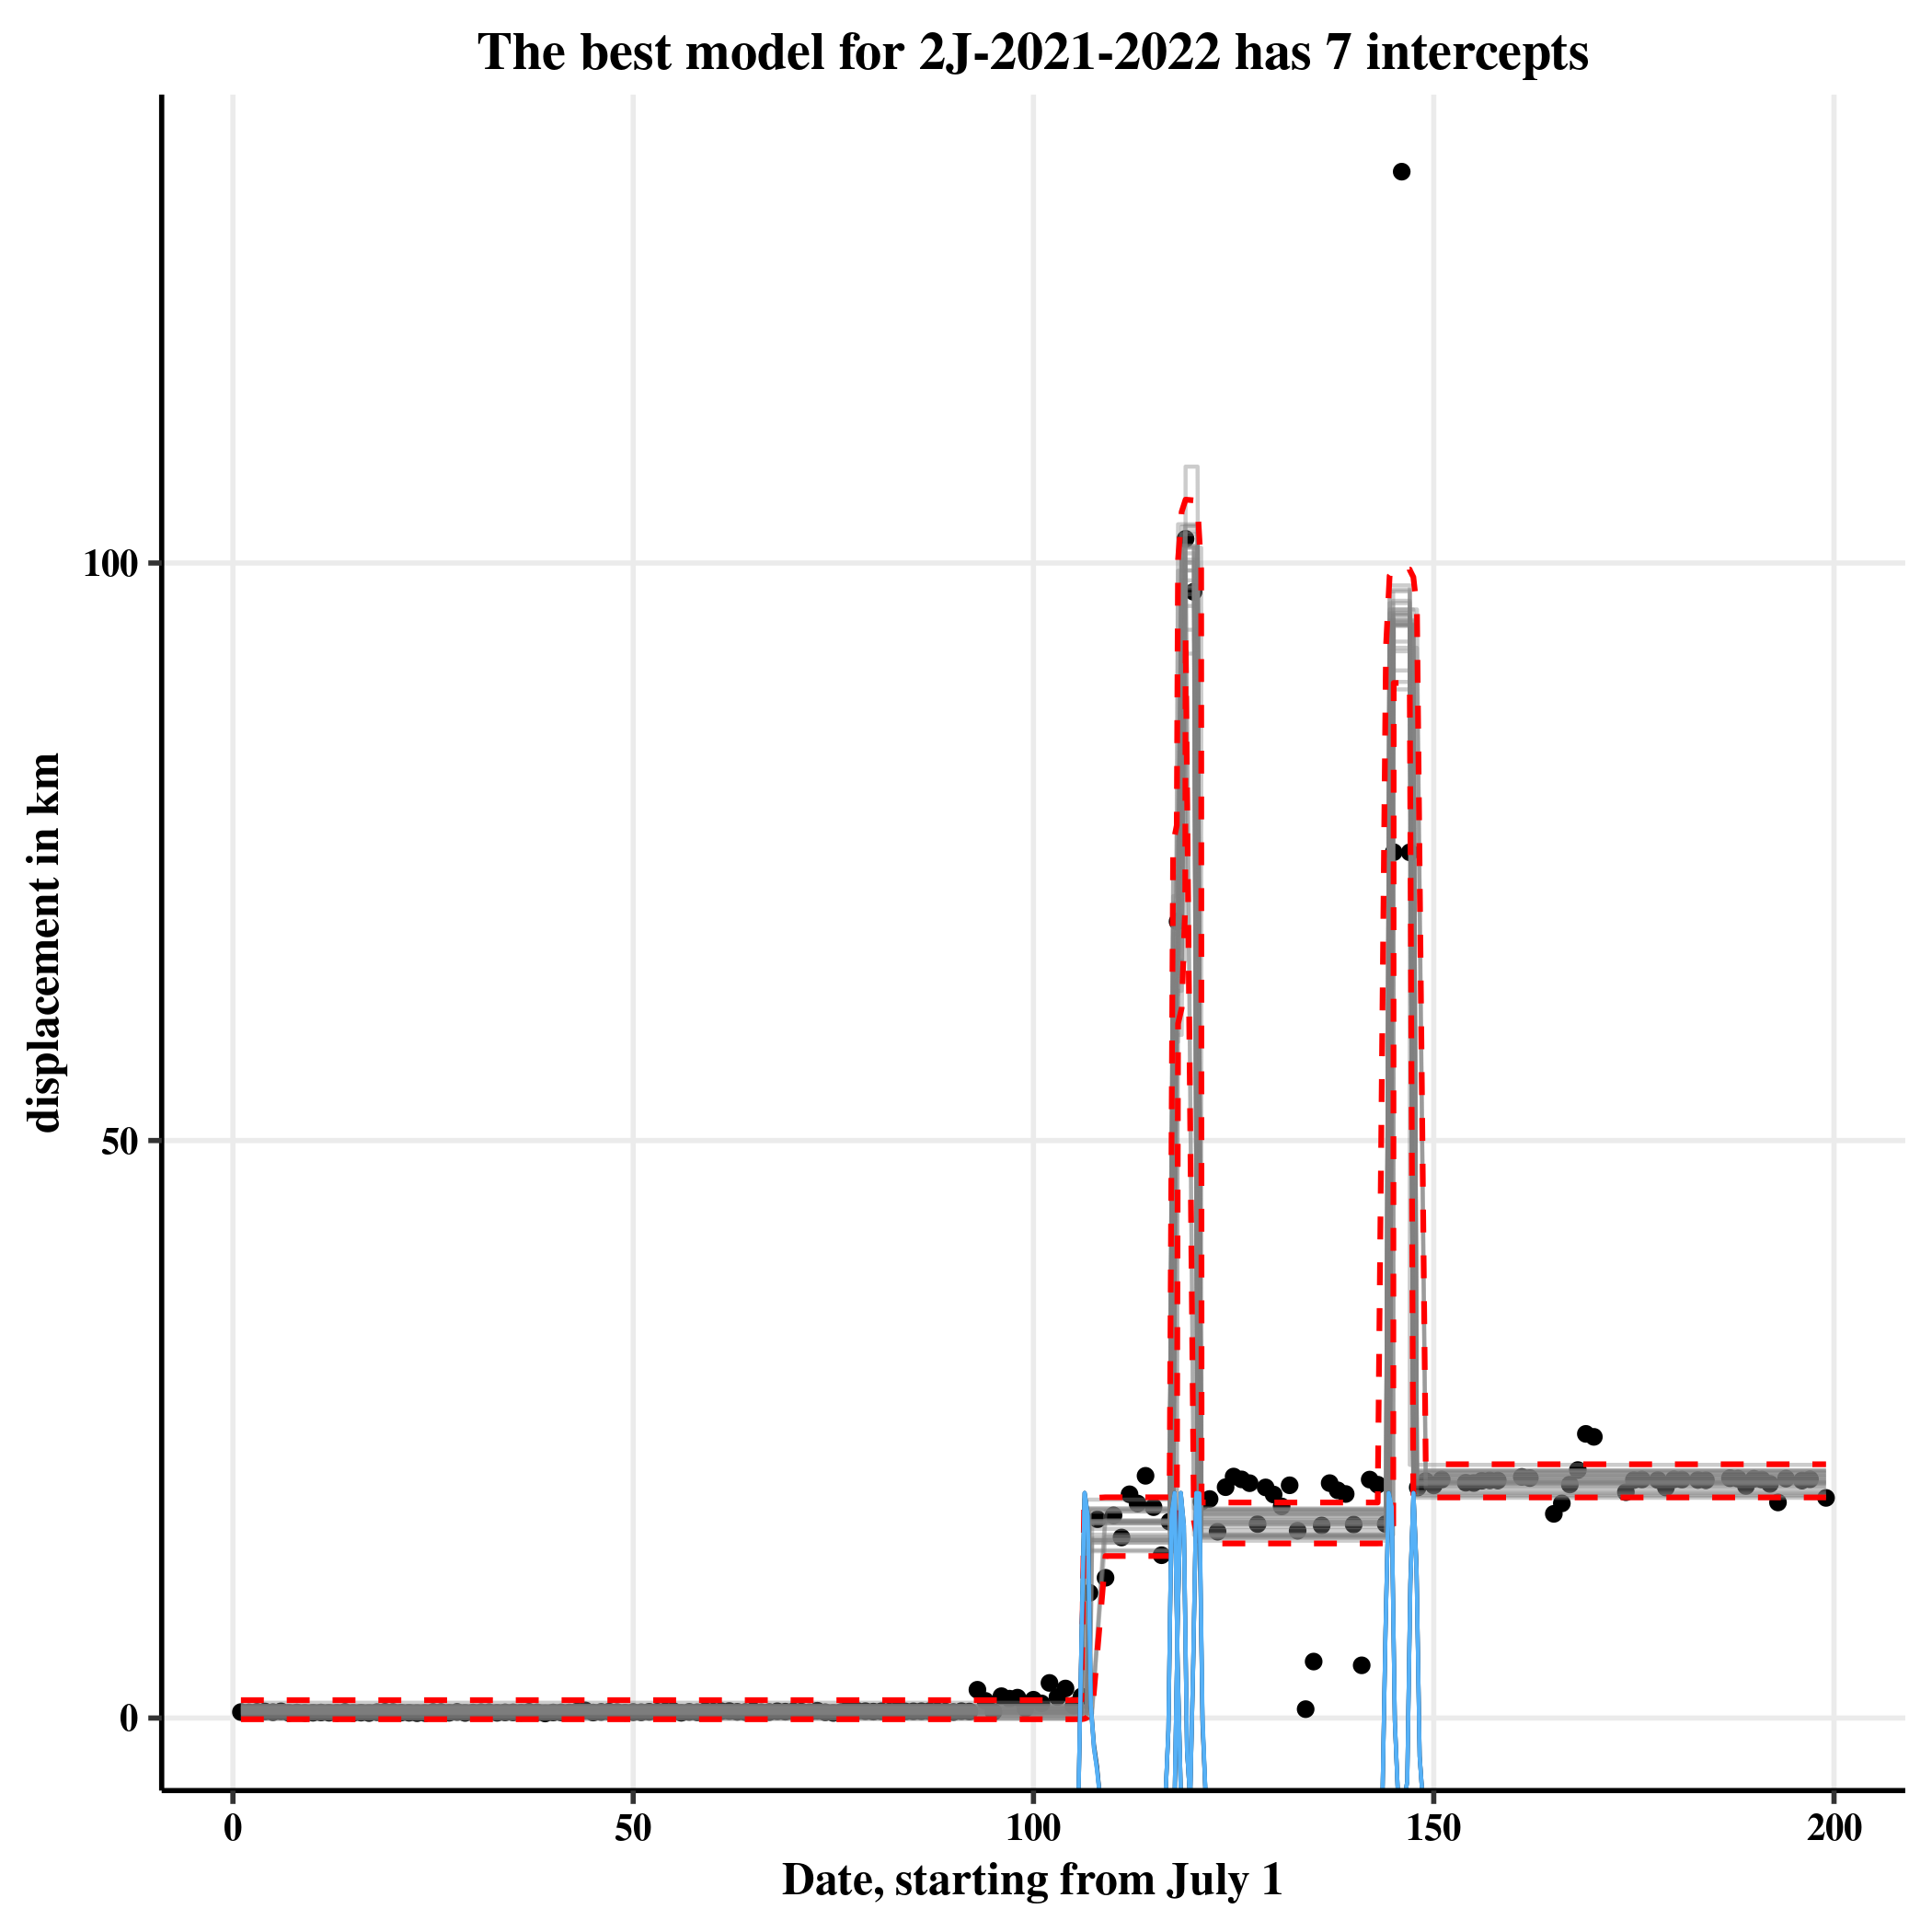 The best model for 2J-2021-2022 has 7 intercepts
displacement in km
100
50
0
0 50 100 150 200
Date, starting from July 1